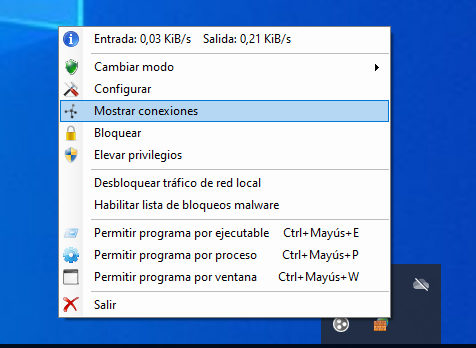 Entrada: 0,03 KiB/s   Salida: 0,21 KiB/s
Cambiar modo
Configurar
Mostrar conexiones
Bloquear
Elevar privilegios
Desbloquear tráfico de red local
Habilitar lista de bloqueos malware
Permitir programa por ejecutable   Ctrl+Mayús+E
Permitir programa por proceso   Ctrl+Mayús+P
Permitir programa por ventana   Ctrl+Mayús+W
Salir